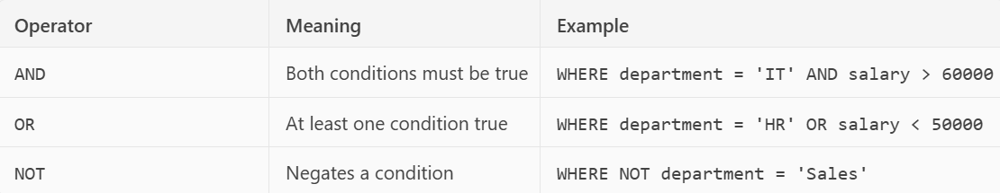 Operator Meaning Example
AND Both conditions must be true WHERE department = 'IT' AND salary > 60000
OR At least one condition true WHERE department = 'HR' OR salary < 50000
NOT Negates a condition WHERE NOT department = 'Sales'